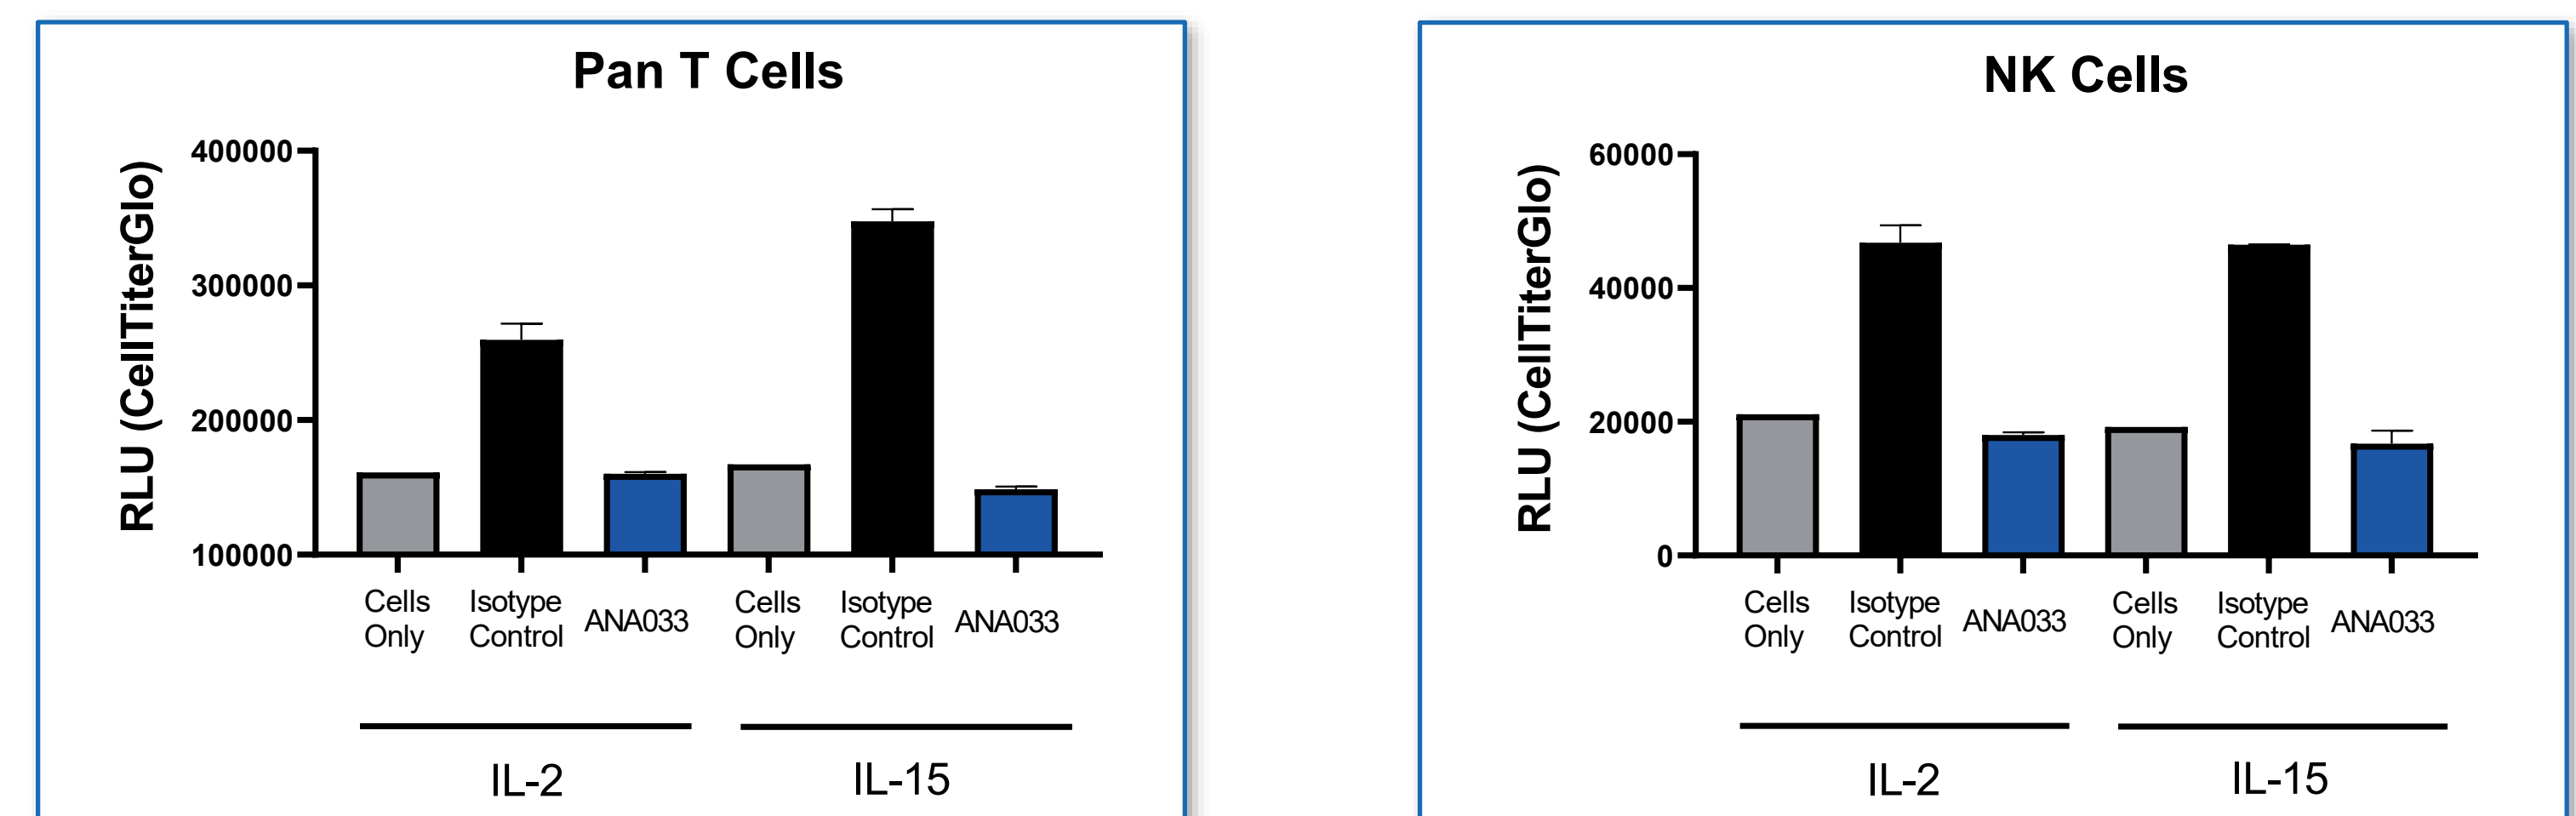 Pan T Cells
RLU (CellTiterGlo)
400000
300000
200000
100000
Cells
Only
Isotype
Control
ANA033
Cells
Only
Isotype
Control
ANA033
IL-2
IL-15
NK Cells
RLU (CellTiterGlo)
60000
40000
20000
0
Cells
Only
Isotype
Control
ANA033
Cells
Only
Isotype
Control
ANA033
IL-2
IL-15